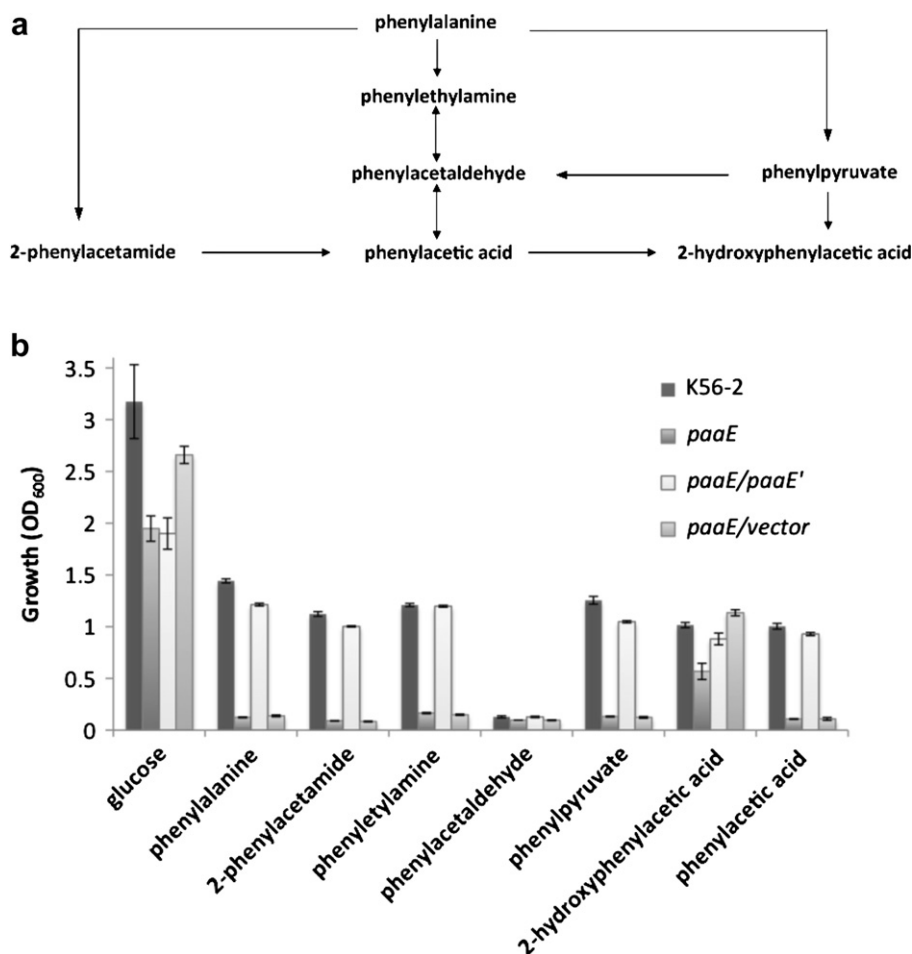 a
phenylalanine
phenylethylamine
phenylacetaldehyde
phenylpyruvate
2-phenylacetamide
phenylacetic acid
2-hydroxyphenylacetic acid
b
Growth (OD600)
3.5
3
2.5
2
1.5
1
0.5
0
K56-2
paaE
paaE/paaE'
paaE/vector
glucose
phenylalanine
2-phenylacetamide
phenyletylamine
phenylacetaldehyde
phenylpyruvate
2-hydroxyphenylacetic acid
phenylacetic acid